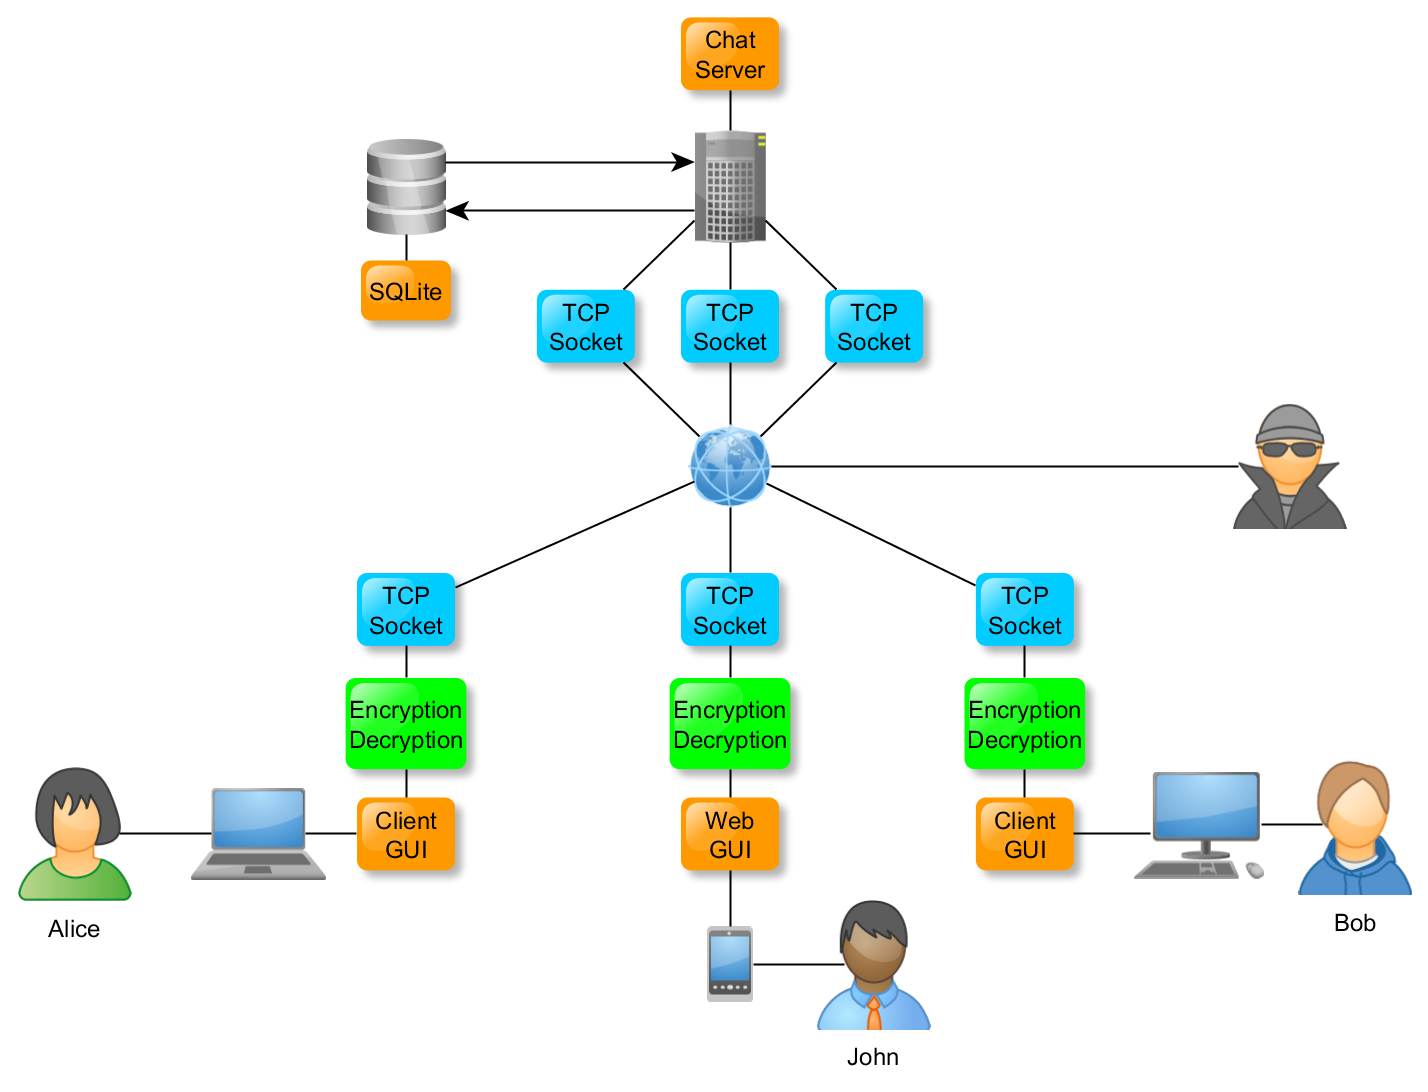 Chat
Server
SQLite
TCP
Socket
TCP
Socket
TCP
Socket
TCP
Socket
TCP
Socket
TCP
Socket
Encryption
Decryption
Encryption
Decryption
Encryption
Decryption
Client
GUI
Web
GUI
Client
GUI
Alice
Bob
John